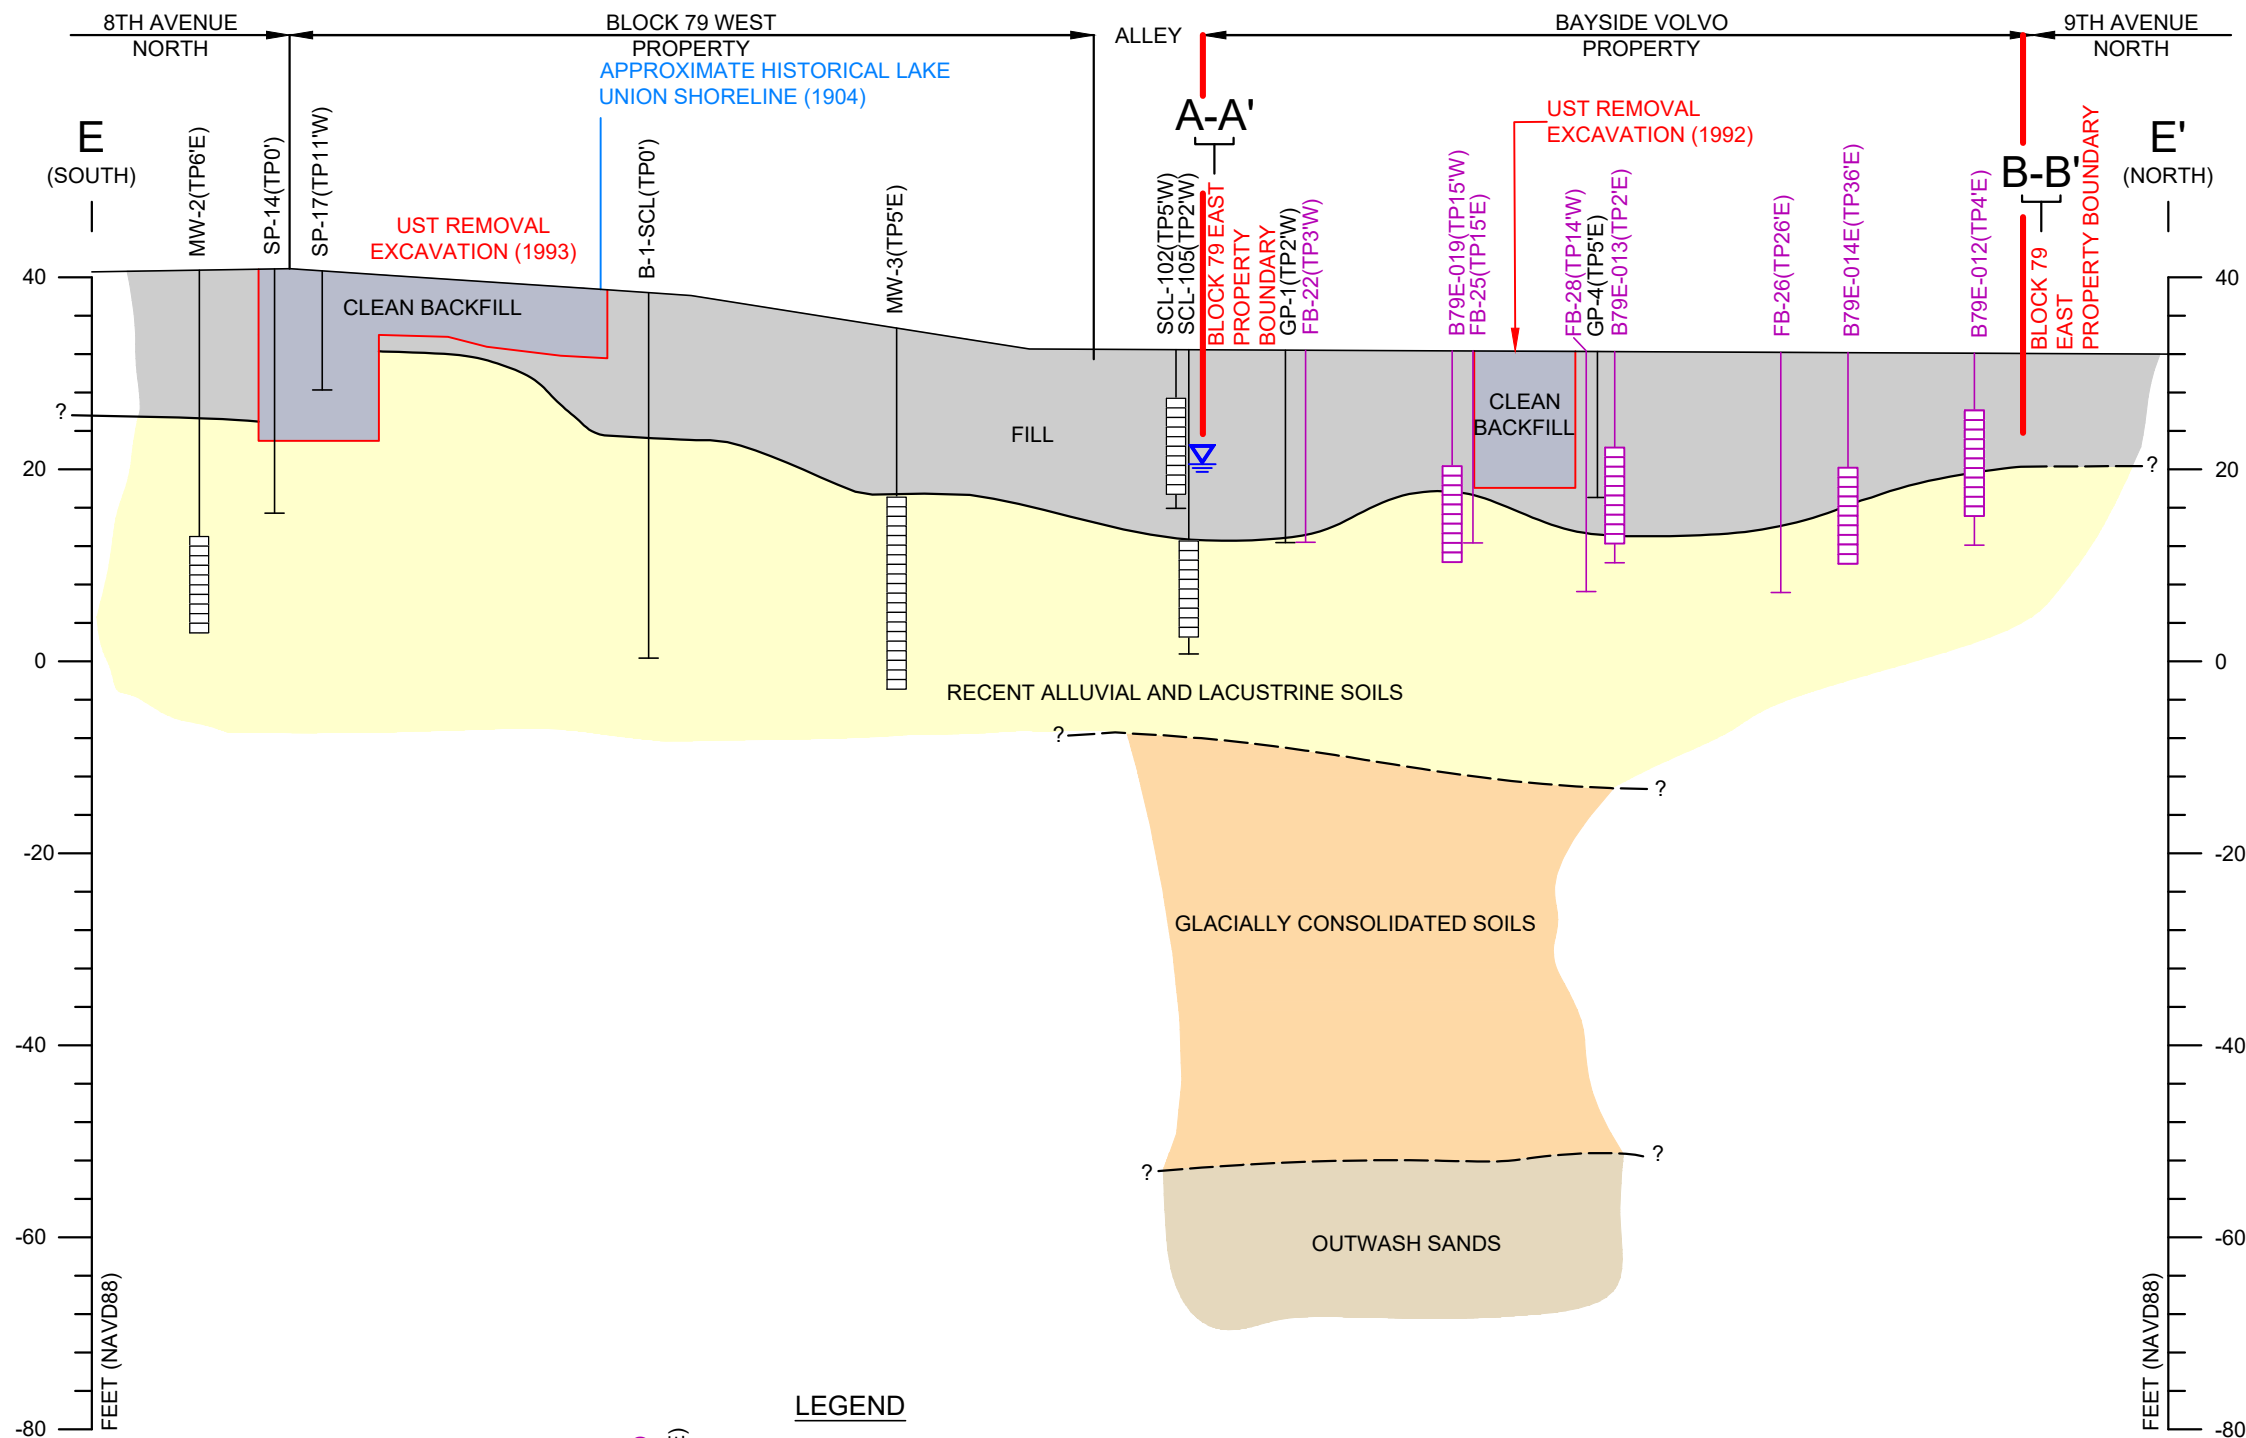 8TH AVENUE
NORTH
BLOCK 79 WEST
PROPERTY
ALLEY
BAYSIDE VOLVO
PROPERTY
9TH AVENUE
NORTH
APPROXIMATE HISTORICAL LAKE
UNION SHORELINE (1904)
E
(SOUTH)
MW-2(TP6'E)
SP-14(TP0')
SP-17(TP11'W)
UST REMOVAL
EXCAVATION (1993)
B-1-SCL(TP0')
MW-3(TP5'E)
A-A'
SCL-102(TP5'W)
SCL-105(TP2'W)
BLOCK 79 EAST
PROPERTY
BOUNDARY
GP-1(TP2'W)
FB-22(TP3'W)
UST REMOVAL
EXCAVATION (1992)
B79E-019(TP15'W)
FB-25(TP15'E)
FB-28(TP14'W)
GP-4(TP5'E)
B79E-013(TP2'E)
FB-26(TP26'E)
B79E-014E(TP36'E)
B79E-012(TP4'E)
B-B'
BLOCK 79
EAST
PROPERTY BOUNDARY
E'
(NORTH)
40
40
CLEAN BACKFILL
CLEAN
BACKFILL
?
FILL
20
?
20
0
0
RECENT ALLUVIAL AND LACUSTRINE SOILS
?
?
-20
-20
GLACIALLY CONSOLIDATED SOILS
-40
-40
?
?
-60
OUTWASH SANDS
-60
FEET (NAVD88)
FEET (NAVD88)
LEGEND
-80
-80